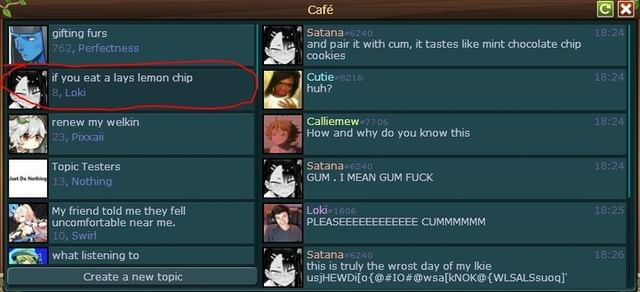 Café
gifting furs
762, Perfectness
if you eat a lays lemon chip
8, Loki
renew my welkin
23, Pixxaii
Just Do Nothing
Topic Testers
13, Nothing
My friend told me they fell
uncomfortable near me.
10, Swirl
what listening to
Create a new topic
Satana#6240 18:24
and pair it with cum, it tastes like mint chocolate chip
cookies
Cutie#8216 18:24
huh?
Calliemew#7706 18:24
How and why do you know this
Satana#6240 18:24
GUM . I MEAN GUM FUCK
Loki#1606 18:25
PLEASEEEEEEEEEEEE CUMMMMMM
Satana#6240 18:26
this is truly the wrost day of my lkie
usjHEWDi[o{@#IO#@wsa[kNOK@{WLSALSsuoq]'